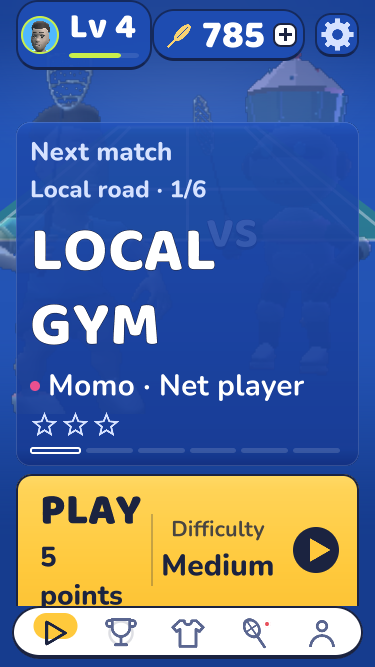 Lv 4
785
Next match
Local road · 1/6
VS
LOCAL
GYM
Momo · Net player
PLAY
5
points
Difficulty
Medium